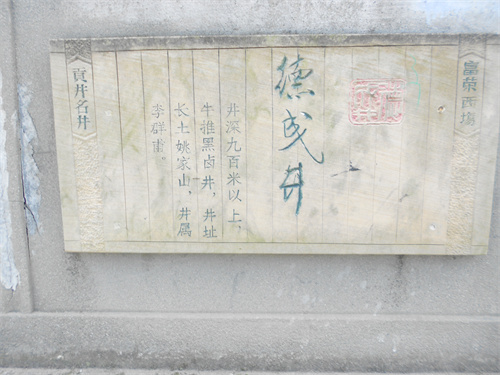 富荣西场
德成井
井深九百米以上，
牛推黑卤井，井址
长土姚家山，井属
李群甫。
貢井名井